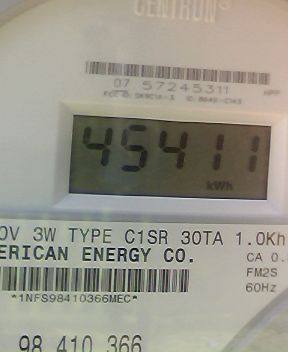 CENTRON®
07 57245311
45411
kWh
0V 3W TYPE C1SR 30TA 1.0Kh
ERICAN ENERGY CO.
CA 0.
FM2S
*1NFS98410366MEC*
60Hz
98 410 366